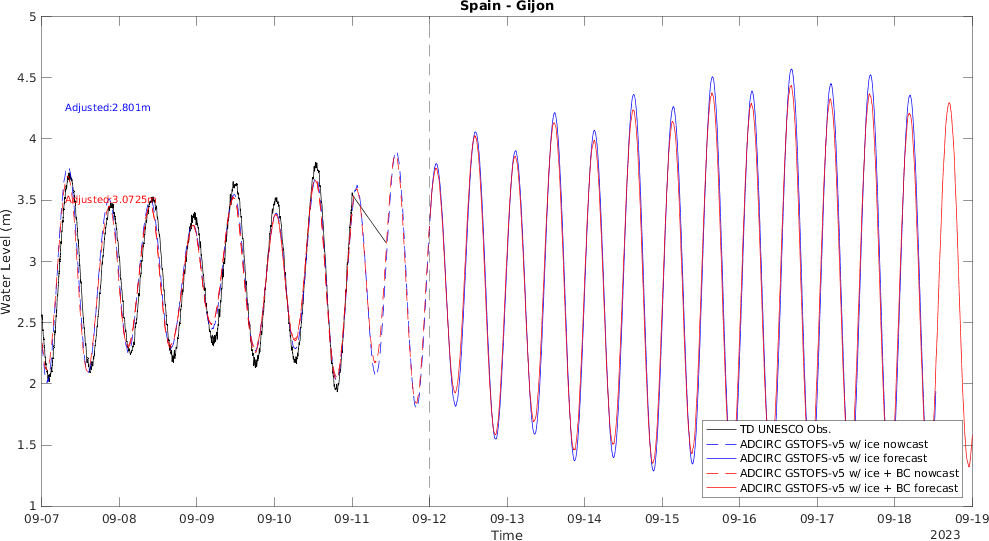 Spain - Gijon
Water Level (m)
5
4.5
4
3.5
3
2.5
2
1.5
1
Adjusted:2.801m
Adjusted:3.0725m
TD UNESCO Obs.
ADCIRC GSTOFS-v5 w/ ice nowcast
ADCIRC GSTOFS-v5 w/ ice forecast
ADCIRC GSTOFS-v5 w/ ice + BC nowcast
ADCIRC GSTOFS-v5 w/ ice + BC forecast
09-07 09-08 09-09 09-10 09-11 09-12 09-13 09-14 09-15 09-16 09-17 09-18 09-19
Time
2023